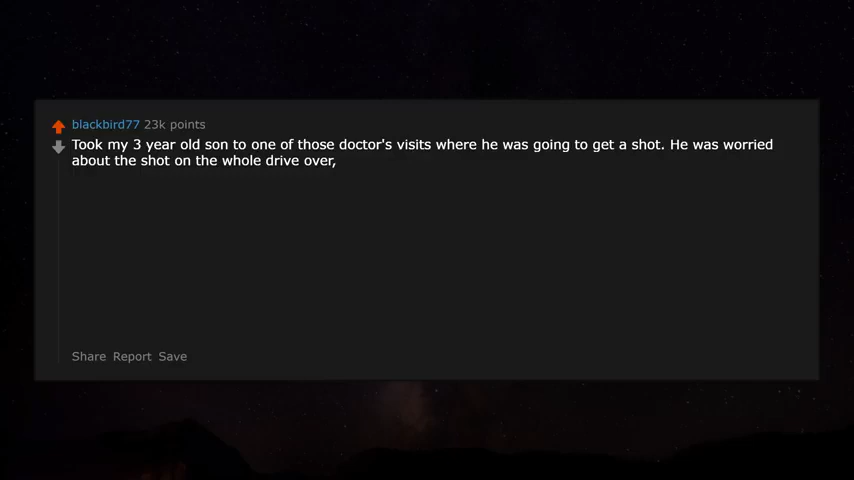 blackbird77 23k points
Took my 3 year old son to one of those doctor's visits where he was going to get a shot. He was worried
about the shot on the whole drive over,
Share Report Save